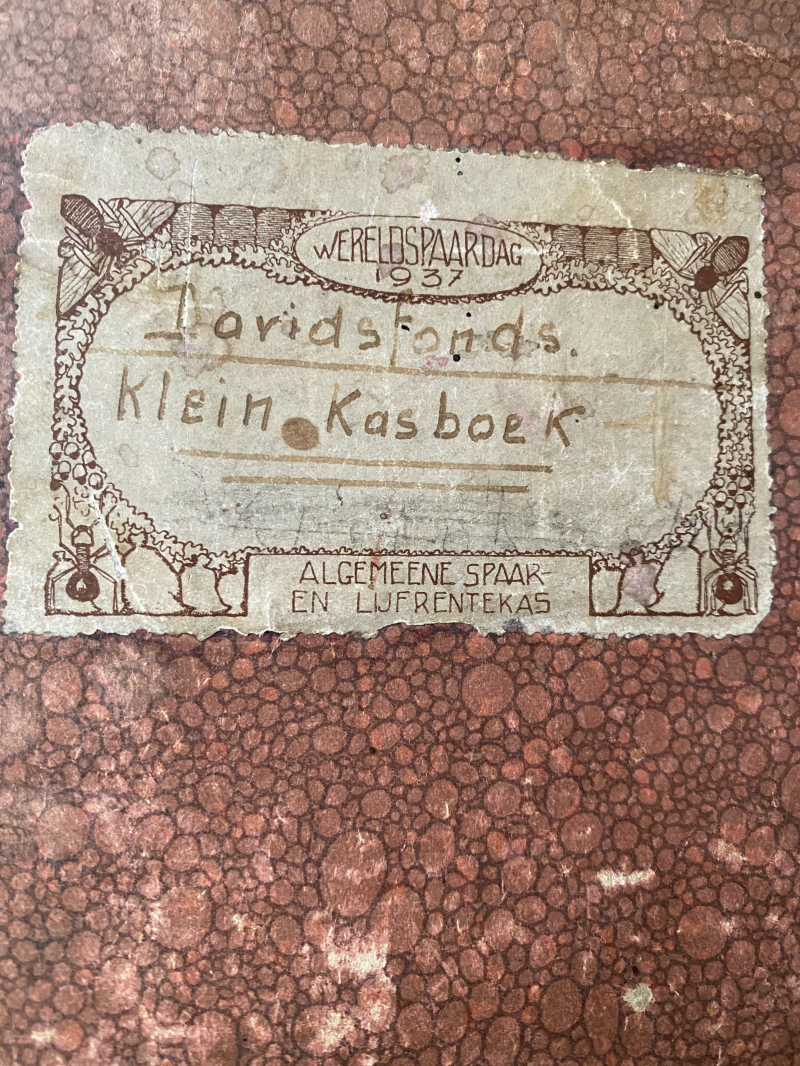 WERELDSPAARDAG
1937
Davidsfonds.
Klein Kasboek
ALGEMEENE SPAAR-
EN LIJFRENTEKAS